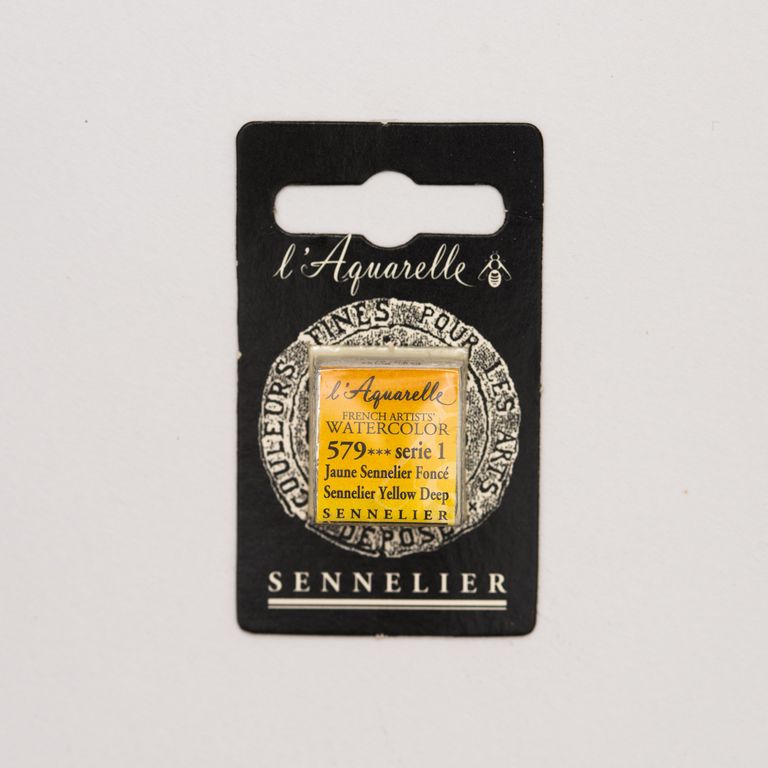 l'Aquarelle
COULEURS FINES POUR LES ARTS
DÉPOSÉ
l'Aquarelle
FRENCH ARTISTS'
WATERCOLOR
579*** serie 1
Jaune Sennelier Foncé
Sennelier Yellow Deep
SENNELIER
SENNELIER